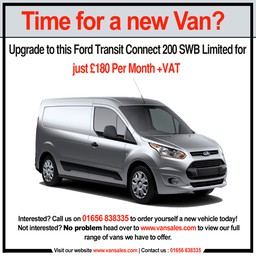 Time for a new Van?
Upgrade to this Ford Transit Connect 200 SWB Limited for
just £180 Per Month +VAT
Interested? Call us on 01656 838335 to order yourself a new vehicle today!
Not interested? No problem head over to www.vansales.com to view our full
range of vans we have to offer.
Visit our website www.vansales.com | Contact us : 01656 838335